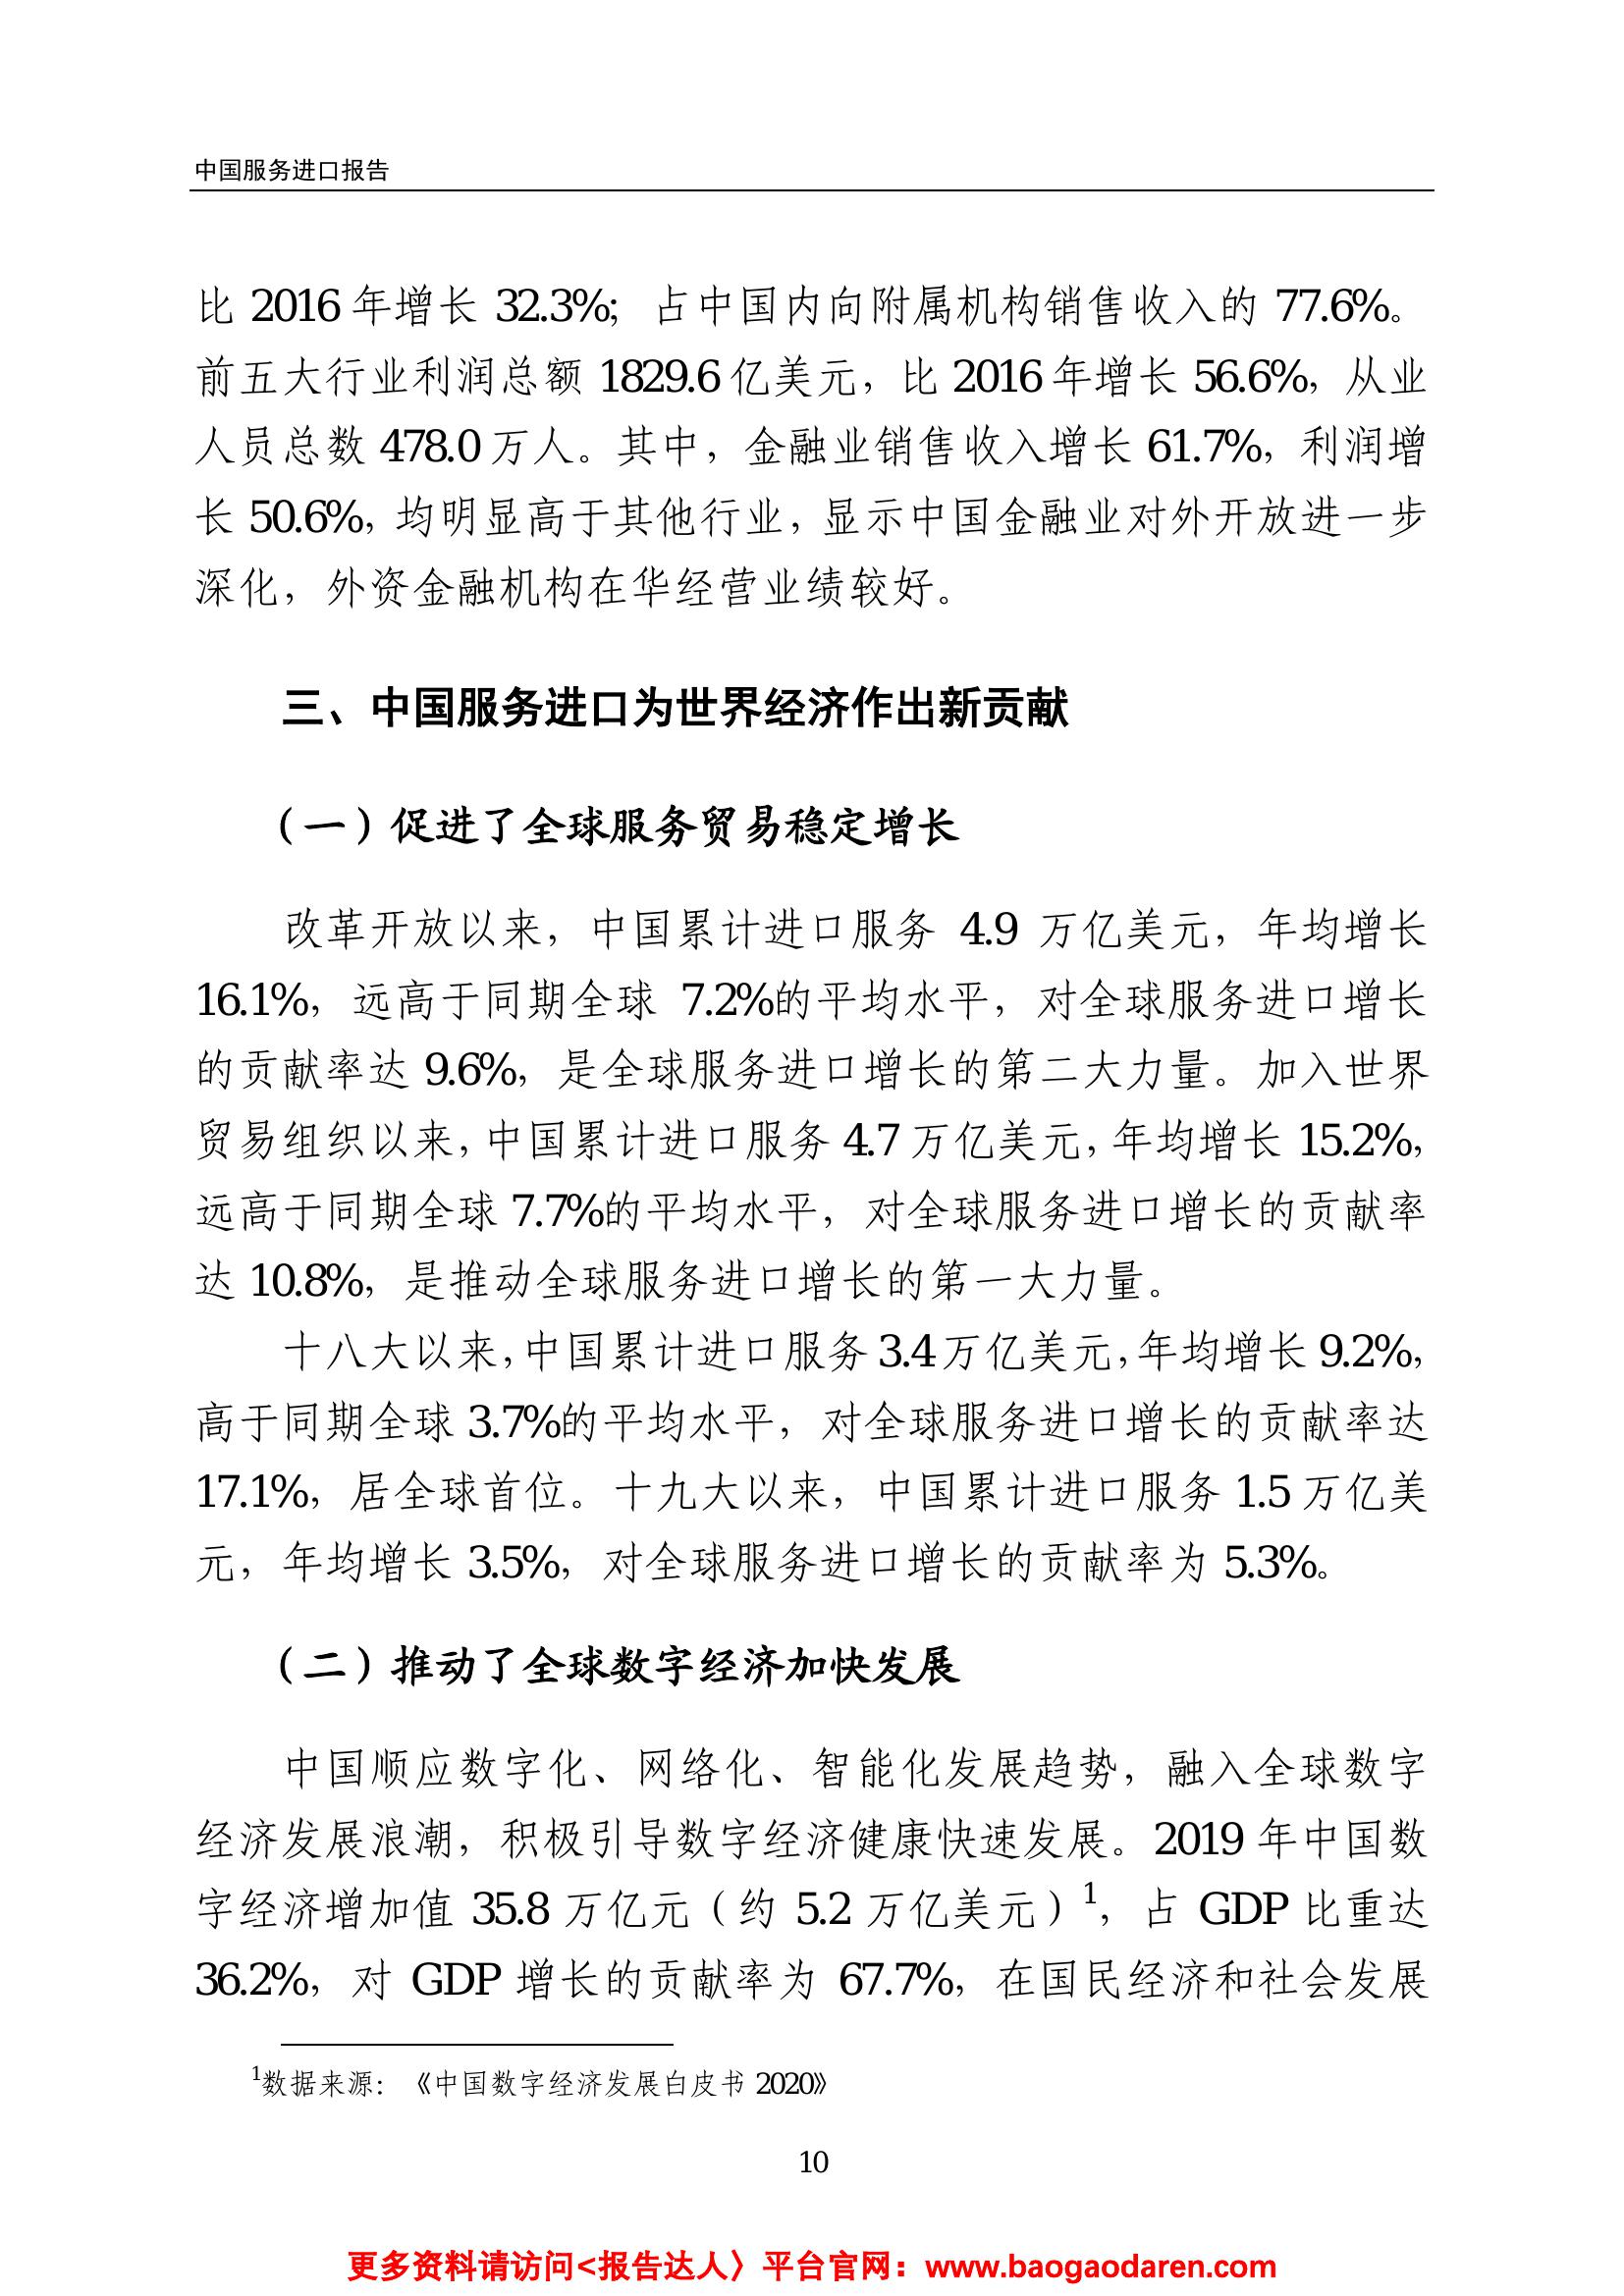 中国服务进口报告
比 2016 年增长 32.3%；占中国内向附属机构销售收入的 77.6%。
前五大行业利润总额 1829.6 亿美元，比 2016 年增长 56.6%，从业
人员总数 478.0 万人。其中，金融业销售收入增长 61.7%，利润增
长 50.6%，均明显高于其他行业，显示中国金融业对外开放进一步
深化，外资金融机构在华经营业绩较好。
三、中国服务进口为世界经济作出新贡献
（一）促进了全球服务贸易稳定增长
改革开放以来，中国累计进口服务 4.9 万亿美元，年均增长
16.1%，远高于同期全球 7.2%的平均水平，对全球服务进口增长
的贡献率达 9.6%，是全球服务进口增长的第二大力量。加入世界
贸易组织以来，中国累计进口服务 4.7 万亿美元，年均增长 15.2%，
远高于同期全球 7.7%的平均水平，对全球服务进口增长的贡献率
达 10.8%，是推动全球服务进口增长的第一大力量。
十八大以来，中国累计进口服务 3.4 万亿美元，年均增长 9.2%，
高于同期全球 3.7%的平均水平，对全球服务进口增长的贡献率达
17.1%，居全球首位。十九大以来，中国累计进口服务 1.5 万亿美
元，年均增长 3.5%，对全球服务进口增长的贡献率为 5.3%。
（二）推动了全球数字经济加快发展
中国顺应数字化、网络化、智能化发展趋势，融入全球数字
经济发展浪潮，积极引导数字经济健康快速发展。2019 年中国数
字经济增加值 35.8 万亿元（约 5.2 万亿美元）1，占 GDP 比重达
36.2%，对 GDP 增长的贡献率为 67.7%，在国民经济和社会发展
1数据来源：《中国数字经济发展白皮书 2020》
10
更多资料请访问<报告达人〉平台官网：www.baogaodaren.com